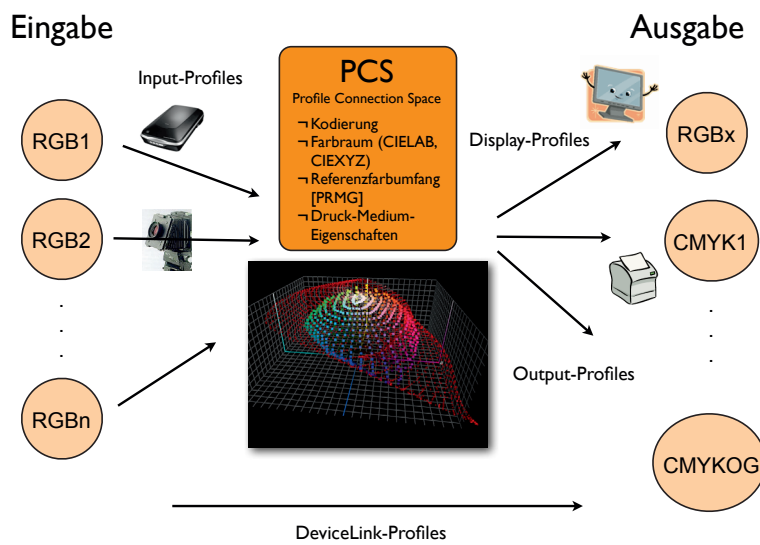 Eingabe
Ausgabe
Input-Profiles
PCS
Profile Connection Space
¬ Kodierung
¬ Farbraum (CIELAB,
CIEXYZ)
¬ Referenzfarbumfang
[PRMG]
¬ Druck-Medium-
Eigenschaften
Display-Profiles
RGB1
RGBx
RGB2
CMYK1
.
.
.
.
.
.
Output-Profiles
RGBn
CMYKOG
DeviceLink-Profiles